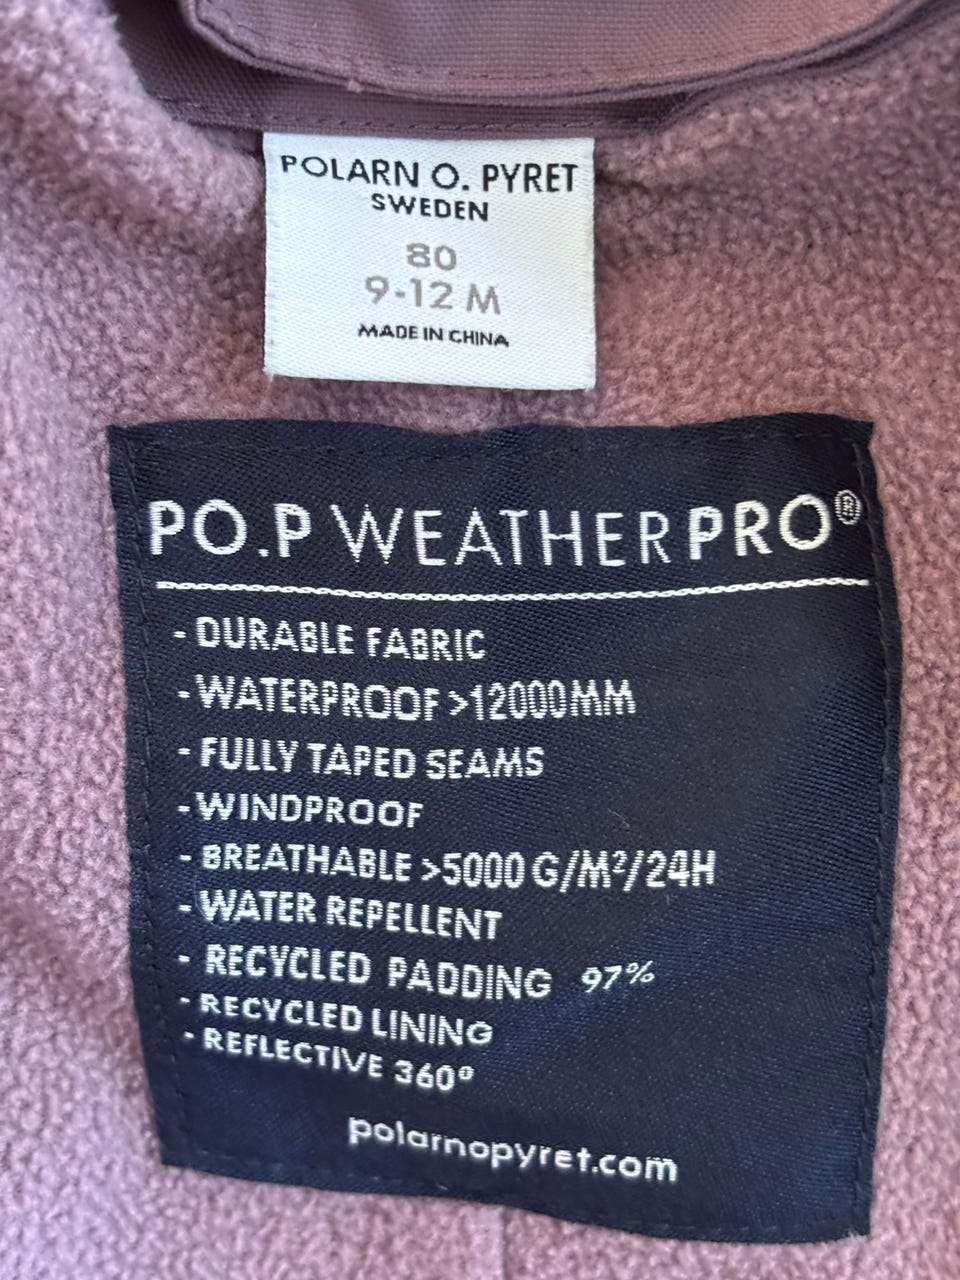 POLARN O. PYRET
SWEDEN
80
9-12 M
MADE IN CHINA
PO.P WEATHERPRO®
- DURABLE FABRIC
- WATERPROOF >12000MM
- FULLY TAPED SEAMS
- WINDPROOF
- BREATHABLE >5000 G/M²/24H
- WATER REPELLENT
- RECYCLED PADDING 97%
- RECYCLED LINING
- REFLECTIVE 360°
polarnopyret.com